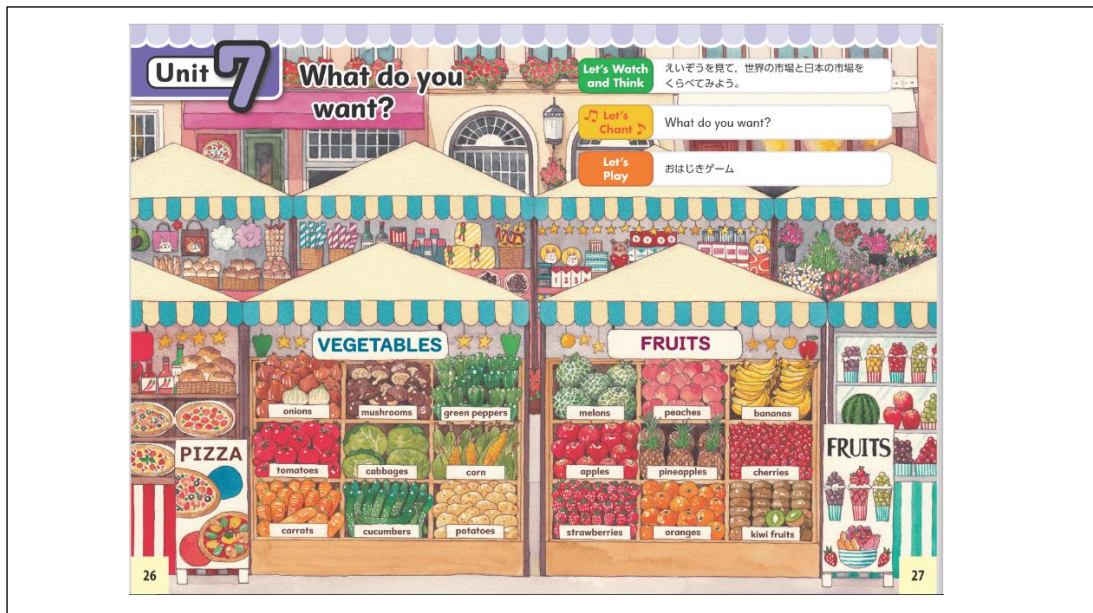 Unit 7
What do you
want?
Let's Watch
and Think
えいぞうを見て，世界の市場と日本の市場を
くらべてみよう。
Let's
Chant
What do you want?
Let's
Play
おはじきゲーム
VEGETABLES
onions
mushrooms
green peppers
tomatoes
cabbages
corn
carrots
cucumbers
potatoes
FRUITS
melons
peaches
bananas
apples
pineapples
cherries
strawberries
oranges
kiwi fruits
PIZZA
FRUITS
26
27